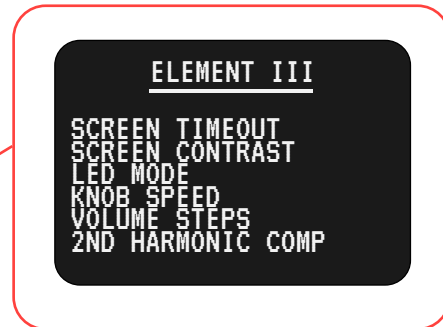 ELEMENT III
SCREEN TIMEOUT
SCREEN CONTRAST
LED MODE
KNOB SPEED
VOLUME STEPS
2ND HARMONIC COMP